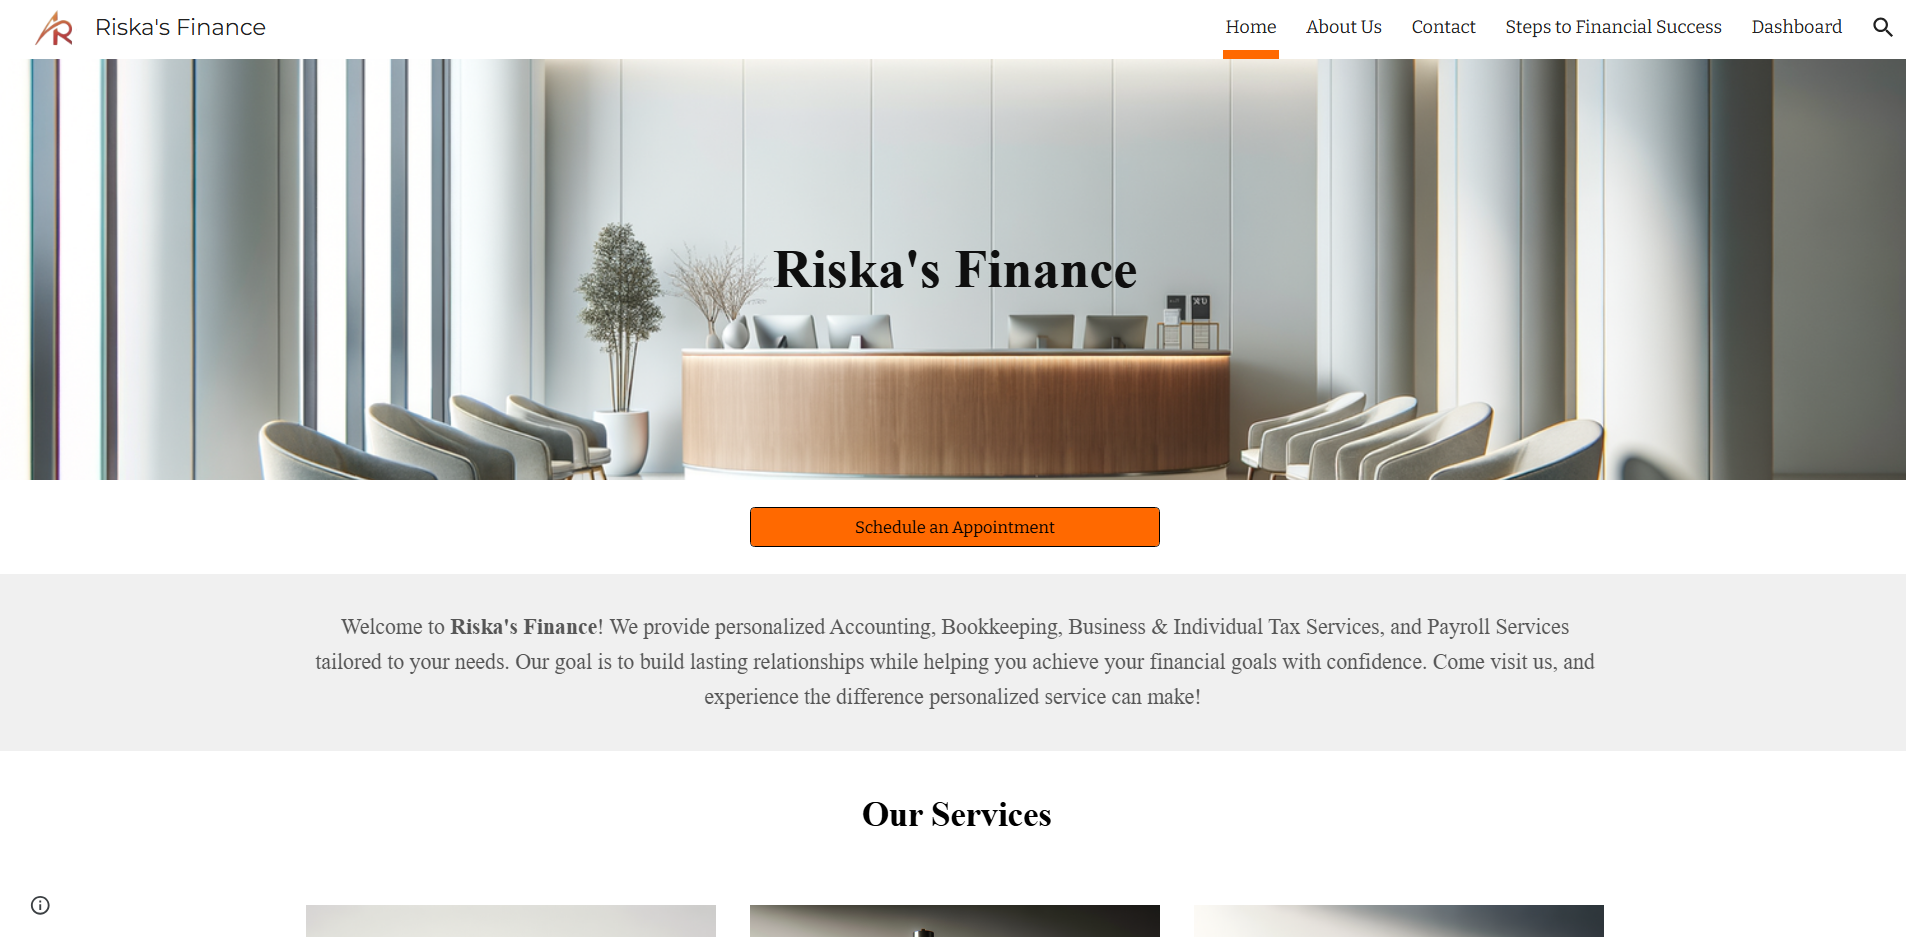 Riska's Finance
Home
About Us
Contact
Steps to Financial Success
Dashboard
Riska's Finance
Schedule an Appointment
Welcome to Riska's Finance! We provide personalized Accounting, Bookkeeping, Business & Individual Tax Services, and Payroll Services
tailored to your needs. Our goal is to build lasting relationships while helping you achieve your financial goals with confidence. Come visit us, and
experience the difference personalized service can make!
Our Services